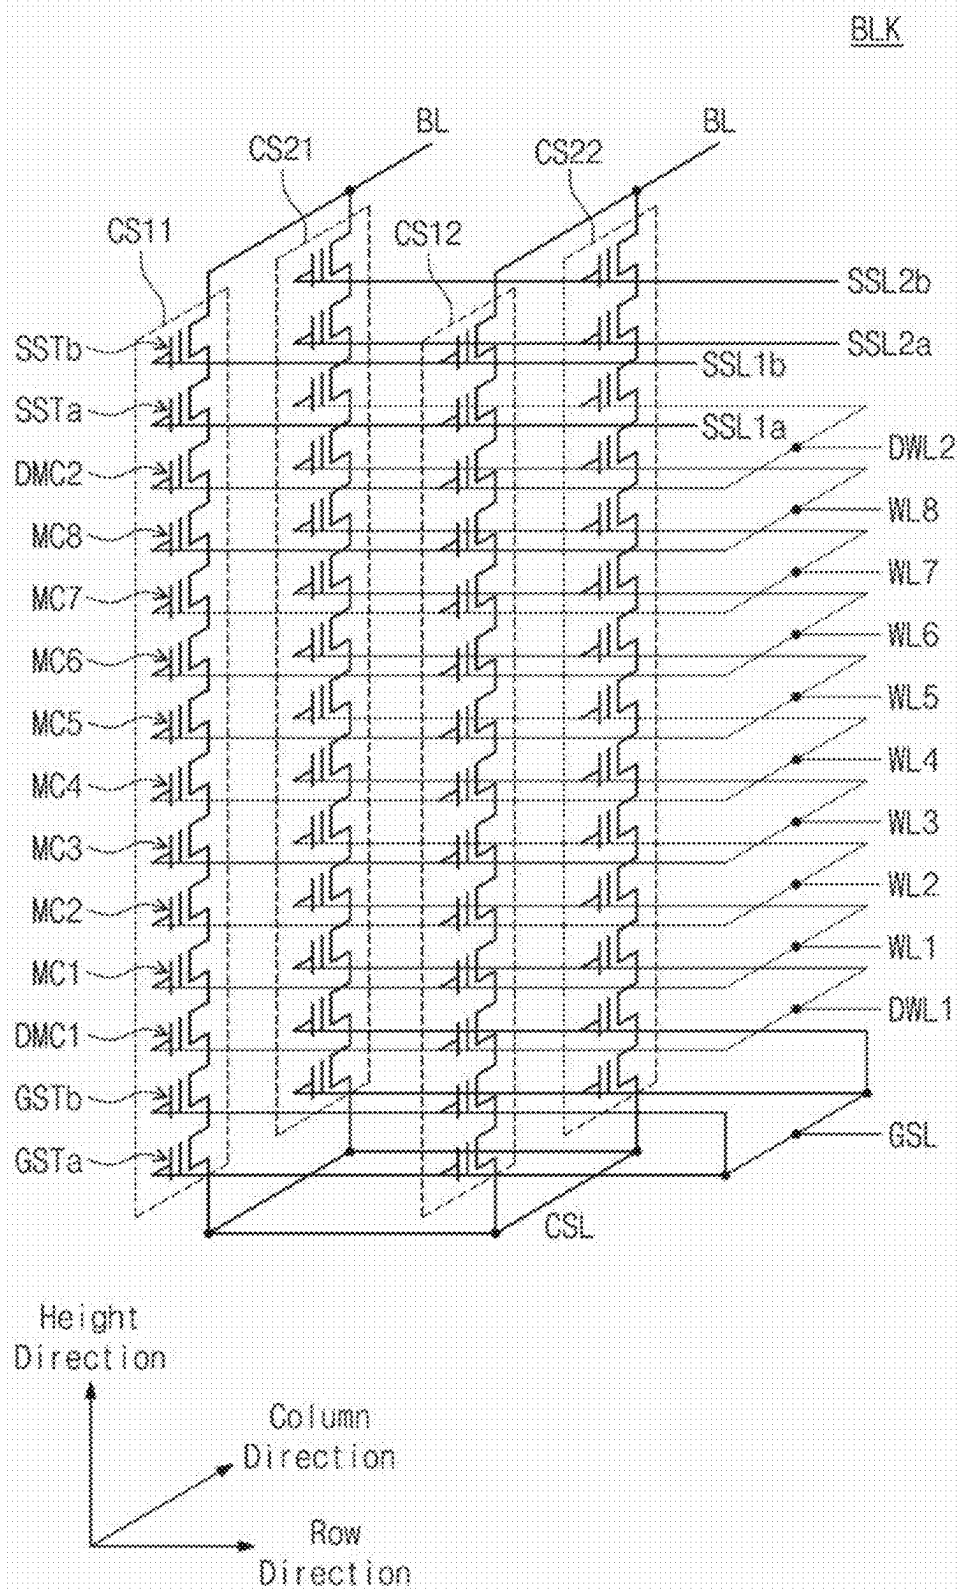 BLK
BL
BL
CS21
CS22
CS11
CS12
SSL2b
SSTb
SSL2a
SSL1b
SSTa
SSL1a
DMC2
DWL2
MC8
WL8
MC7
WL7
MC6
WL6
MC5
WL5
MC4
WL4
MC3
WL3
MC2
WL2
MC1
WL1
DMC1
DWL1
GSTb
GSL
GSTa
CSL
Height
Direction
Column
Direction
Row
Direction